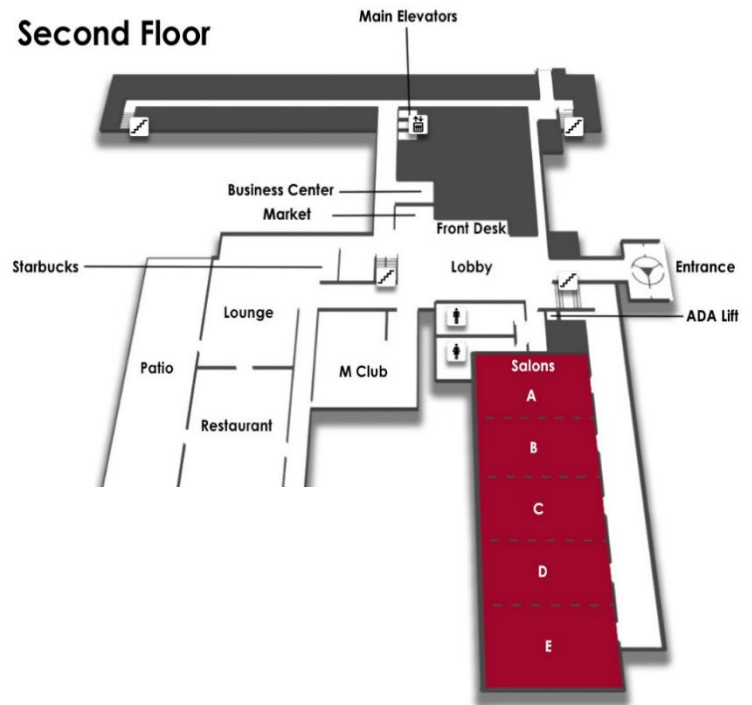 Second Floor
Main Elevators
Business Center
Market
Front Desk
Starbucks
Lobby
Entrance
Lounge
ADA Lift
Patio
M Club
Salons
A
Restaurant
B
C
D
E